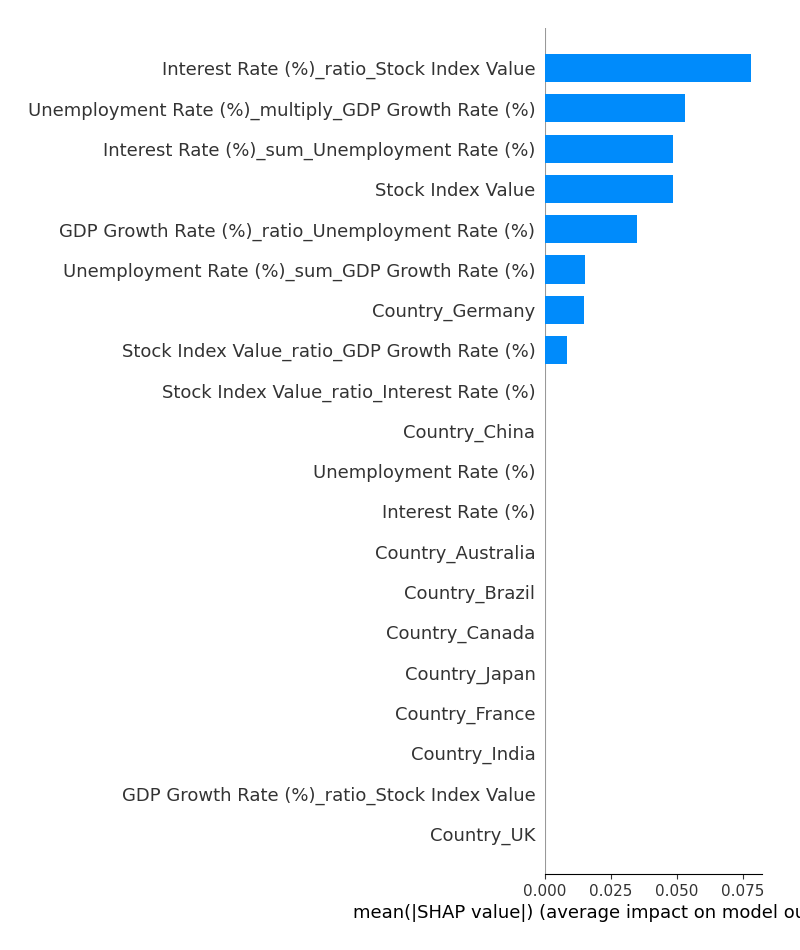 Interest Rate (%)_ratio_Stock Index Value
Unemployment Rate (%)_multiply_GDP Growth Rate (%)
Interest Rate (%)_sum_Unemployment Rate (%)
Stock Index Value
GDP Growth Rate (%)_ratio_Unemployment Rate (%)
Unemployment Rate (%)_sum_GDP Growth Rate (%)
Country_Germany
Stock Index Value_ratio_GDP Growth Rate (%)
Stock Index Value_ratio_Interest Rate (%)
Country_China
Unemployment Rate (%)
Interest Rate (%)
Country_Australia
Country_Brazil
Country_Canada
Country_Japan
Country_France
Country_India
GDP Growth Rate (%)_ratio_Stock Index Value
Country_UK
0.000 0.025 0.050 0.075
mean(|SHAP value|) (average impact on model ou